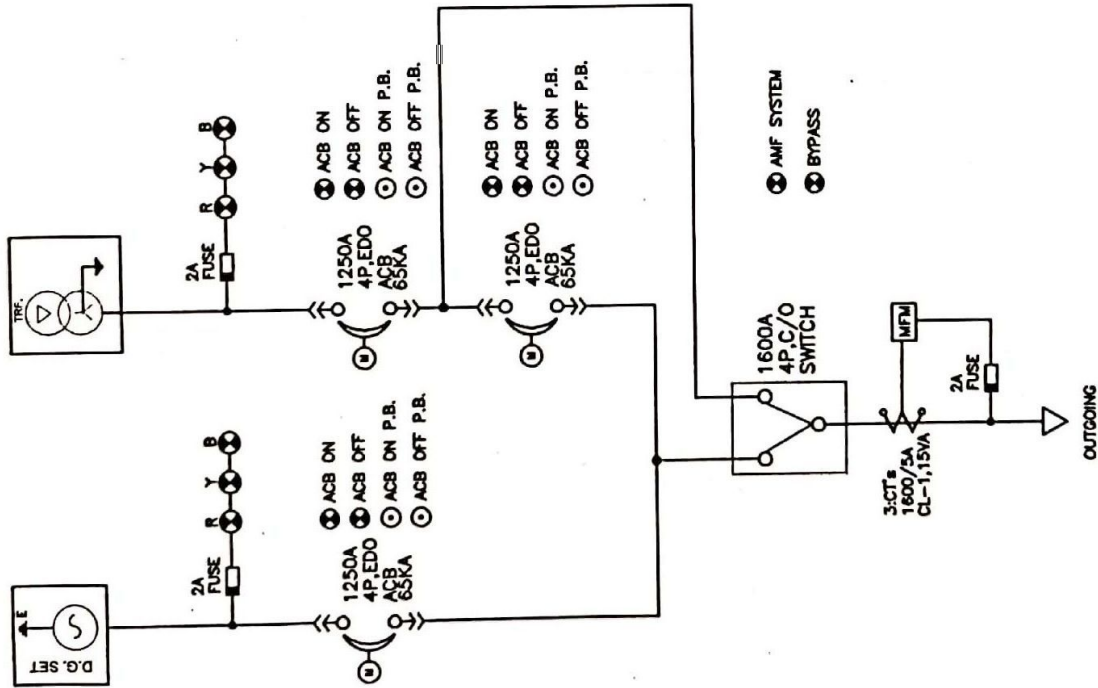 TRF.
2A
FUSE
R
Y
B
1250A
4P,EDO
ACB
65KA
ACB ON
ACB OFF
ACB ON P.B.
ACB OFF P.B.
M
1250A
4P,EDO
ACB
65KA
ACB ON
ACB OFF
ACB ON P.B.
ACB OFF P.B.
M
D.G. SET
E
2A
FUSE
R
Y
B
1250A
4P,EDO
ACB
65KA
ACB ON
ACB OFF
ACB ON P.B.
ACB OFF P.B.
M
1600A
4P,C/O
SWITCH
AMF SYSTEM
BYPASS
3:CT's
1600/5A
CL-1,15VA
MFM
2A
FUSE
OUTGOING